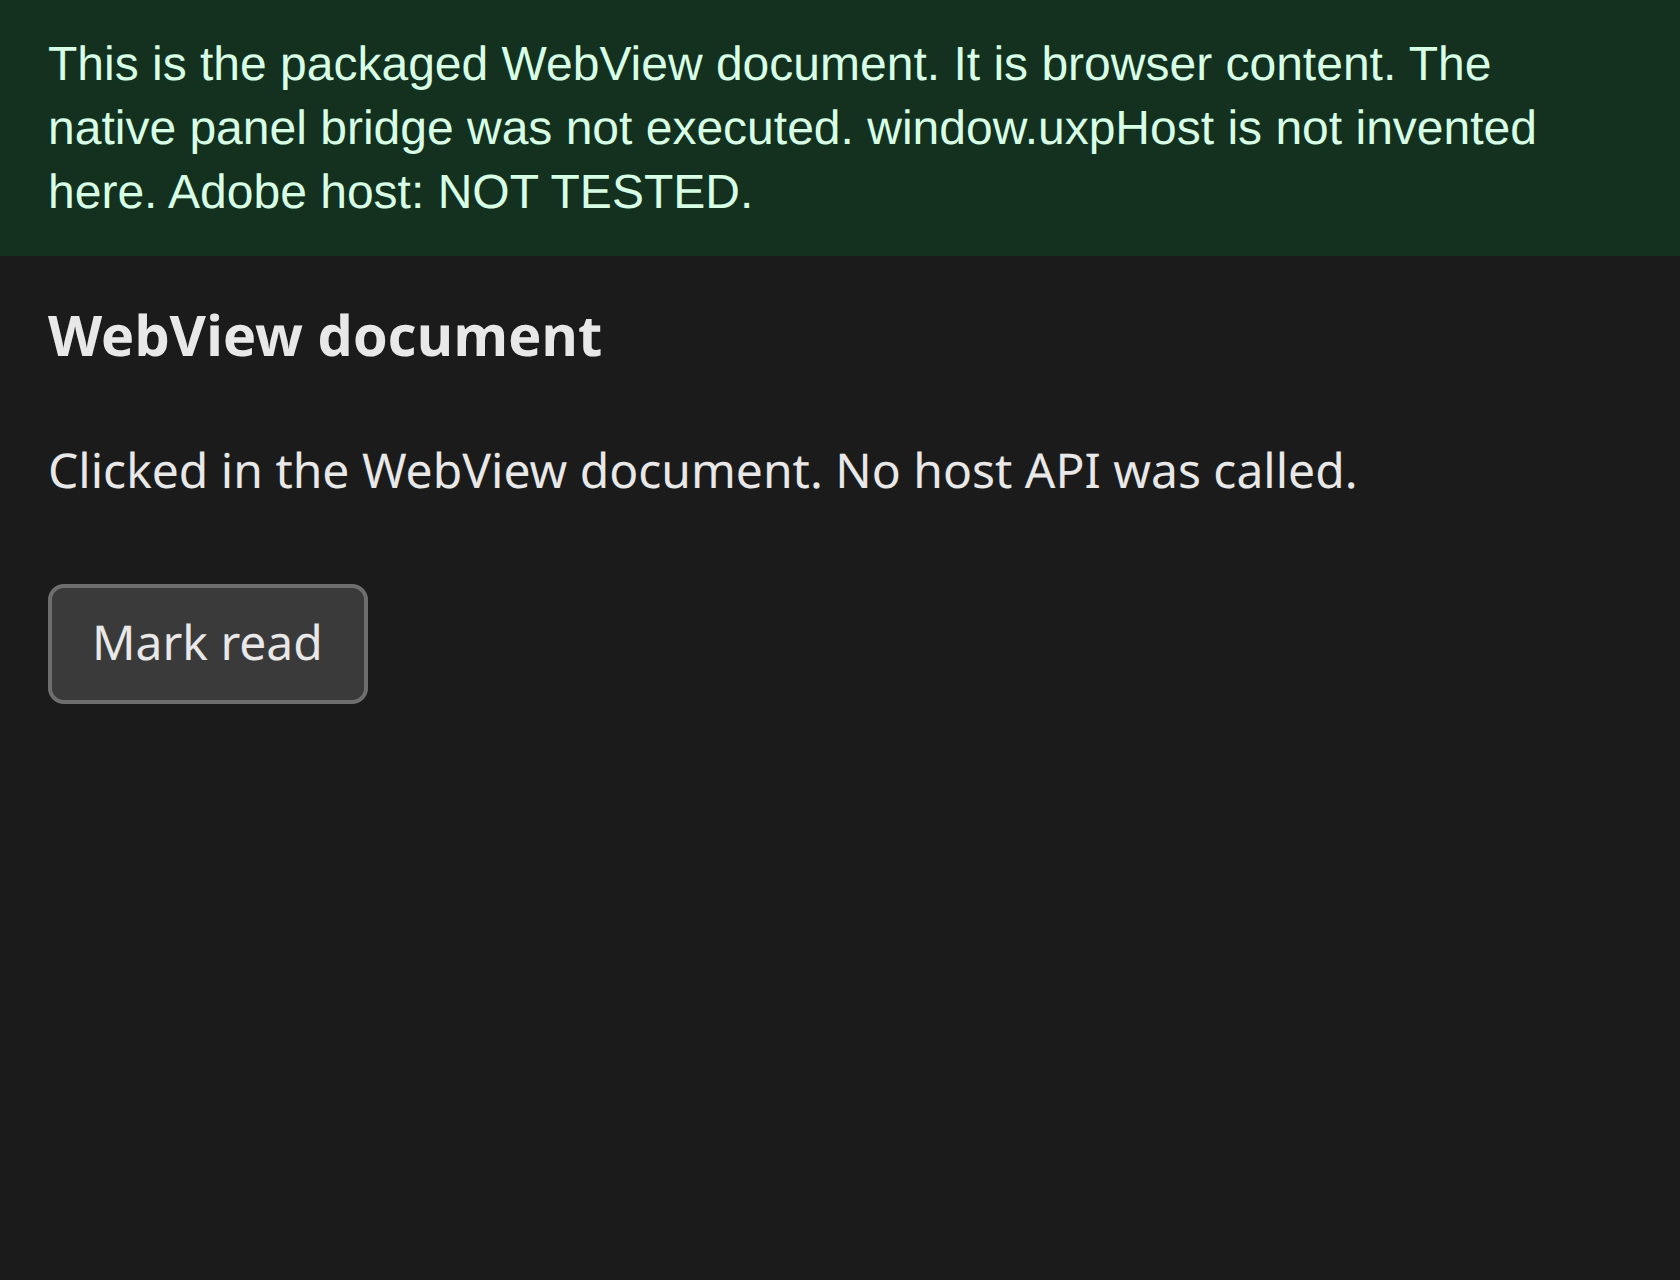 This is the packaged WebView document. It is browser content. The
native panel bridge was not executed. window.uxpHost is not invented
here. Adobe host: NOT TESTED.
WebView document
Clicked in the WebView document. No host API was called.
Mark read